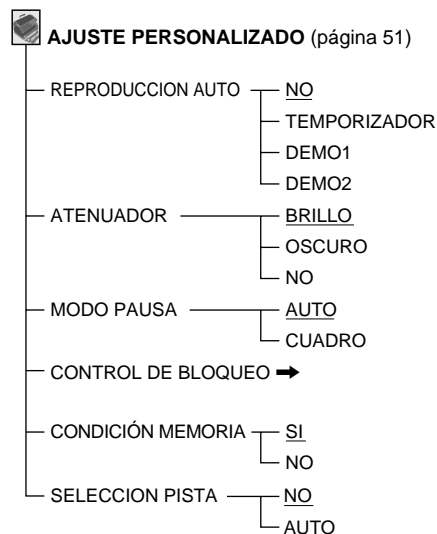 AJUSTE PERSONALIZADO (página 51)
REPRODUCCION AUTO NO
TEMPORIZADOR
DEMO1
DEMO2
ATENUADOR BRILLO
OSCURO
NO
MODO PAUSA AUTO
CUADRO
CONTROL DE BLOQUEO ➡
CONDICIÓN MEMORIA SI
NO
SELECCION PISTA NO
AUTO